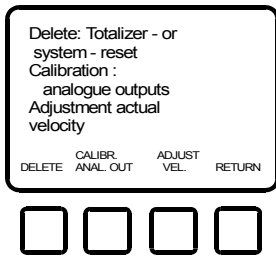 Delete: Totalizer - or
system - reset
Calibration :
analogue outputs
Adjustment actual
velocity
CALIBR. ADJUST
DELETE ANAL. OUT VEL. RETURN